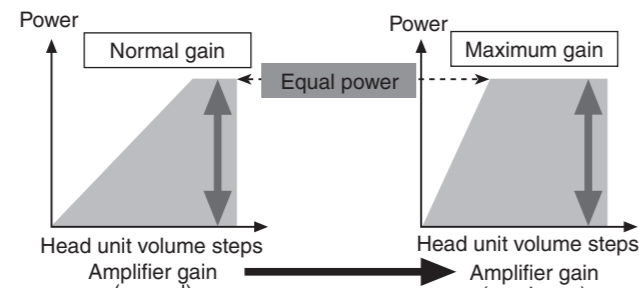 Power
Normal gain
Equal power
Power
Maximum gain
Head unit volume steps
Amplifier gain
Head unit volume steps
Amplifier gain